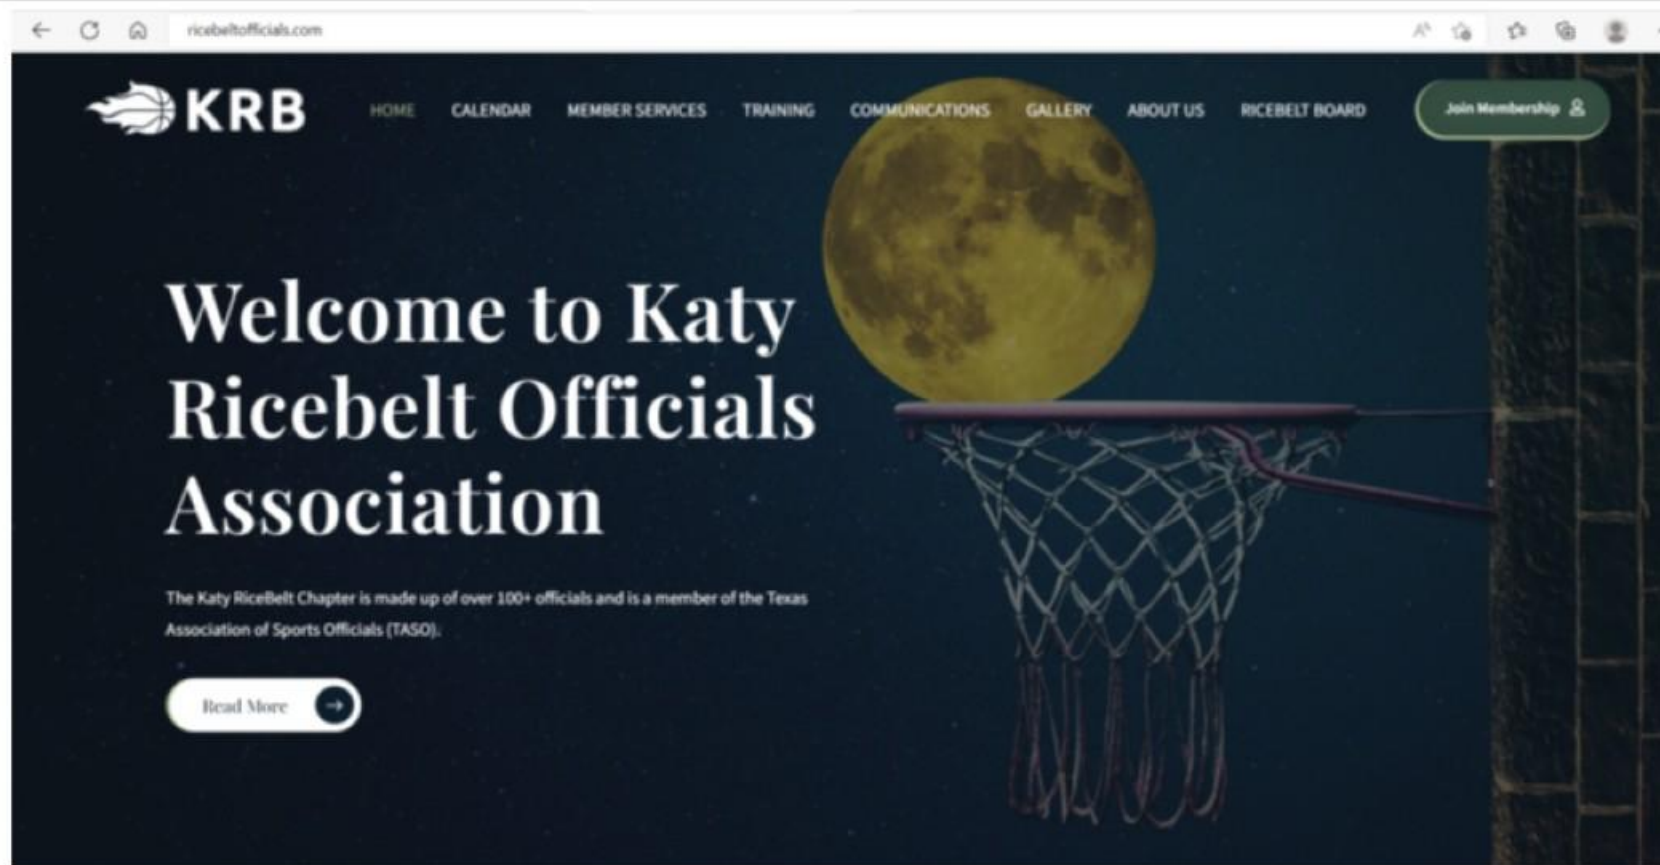 ricebeltofficials.com
KRB
HOME CALENDAR MEMBER SERVICES TRAINING COMMUNICATIONS GALLERY ABOUT US RICEBELT BOARD Join Membership
Welcome to Katy
Ricebelt Officials
Association
The Katy RiceBelt Chapter is made up of over 100+ officials and is a member of the Texas
Association of Sports Officials (TASO).
Read More